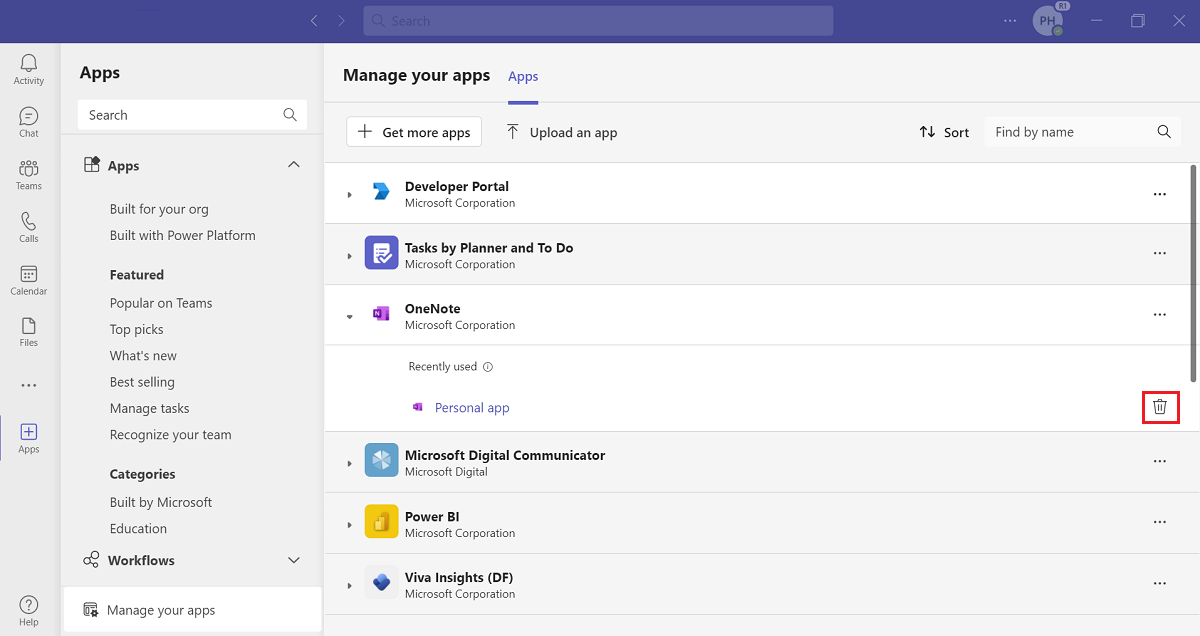 Search
PH
R1
Activity
Chat
Teams
Calls
Calendar
Files
Apps
Help
Apps
Search
Apps
Built for your org
Built with Power Platform
Featured
Popular on Teams
Top picks
What's new
Best selling
Manage tasks
Recognize your team
Categories
Built by Microsoft
Education
Workflows
Manage your apps
Manage your apps
Apps
Get more apps
Upload an app
Sort
Find by name
Developer Portal
Microsoft Corporation
Tasks by Planner and To Do
Microsoft Corporation
OneNote
Microsoft Corporation
Recently used
Personal app
Microsoft Digital Communicator
Microsoft Digital
Power BI
Microsoft Corporation
Viva Insights (DF)
Microsoft Corporation